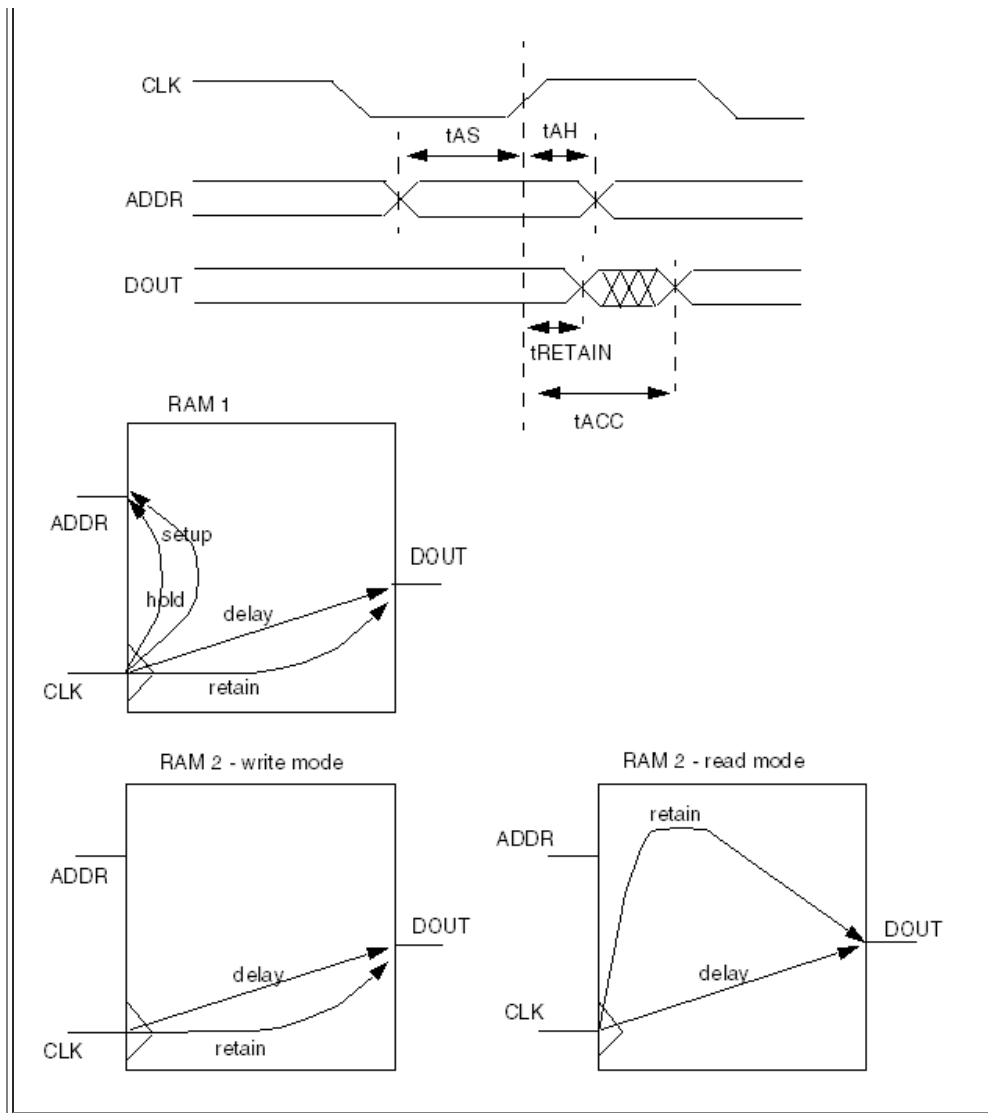 CLK
tAS
tAH
ADDR
DOUT
tRETAIN
tACC
RAM 1
ADDR
setup
hold
delay
DOUT
CLK
retain
RAM 2 - write mode
ADDR
DOUT
delay
CLK
retain
RAM 2 - read mode
retain
ADDR
DOUT
delay
CLK